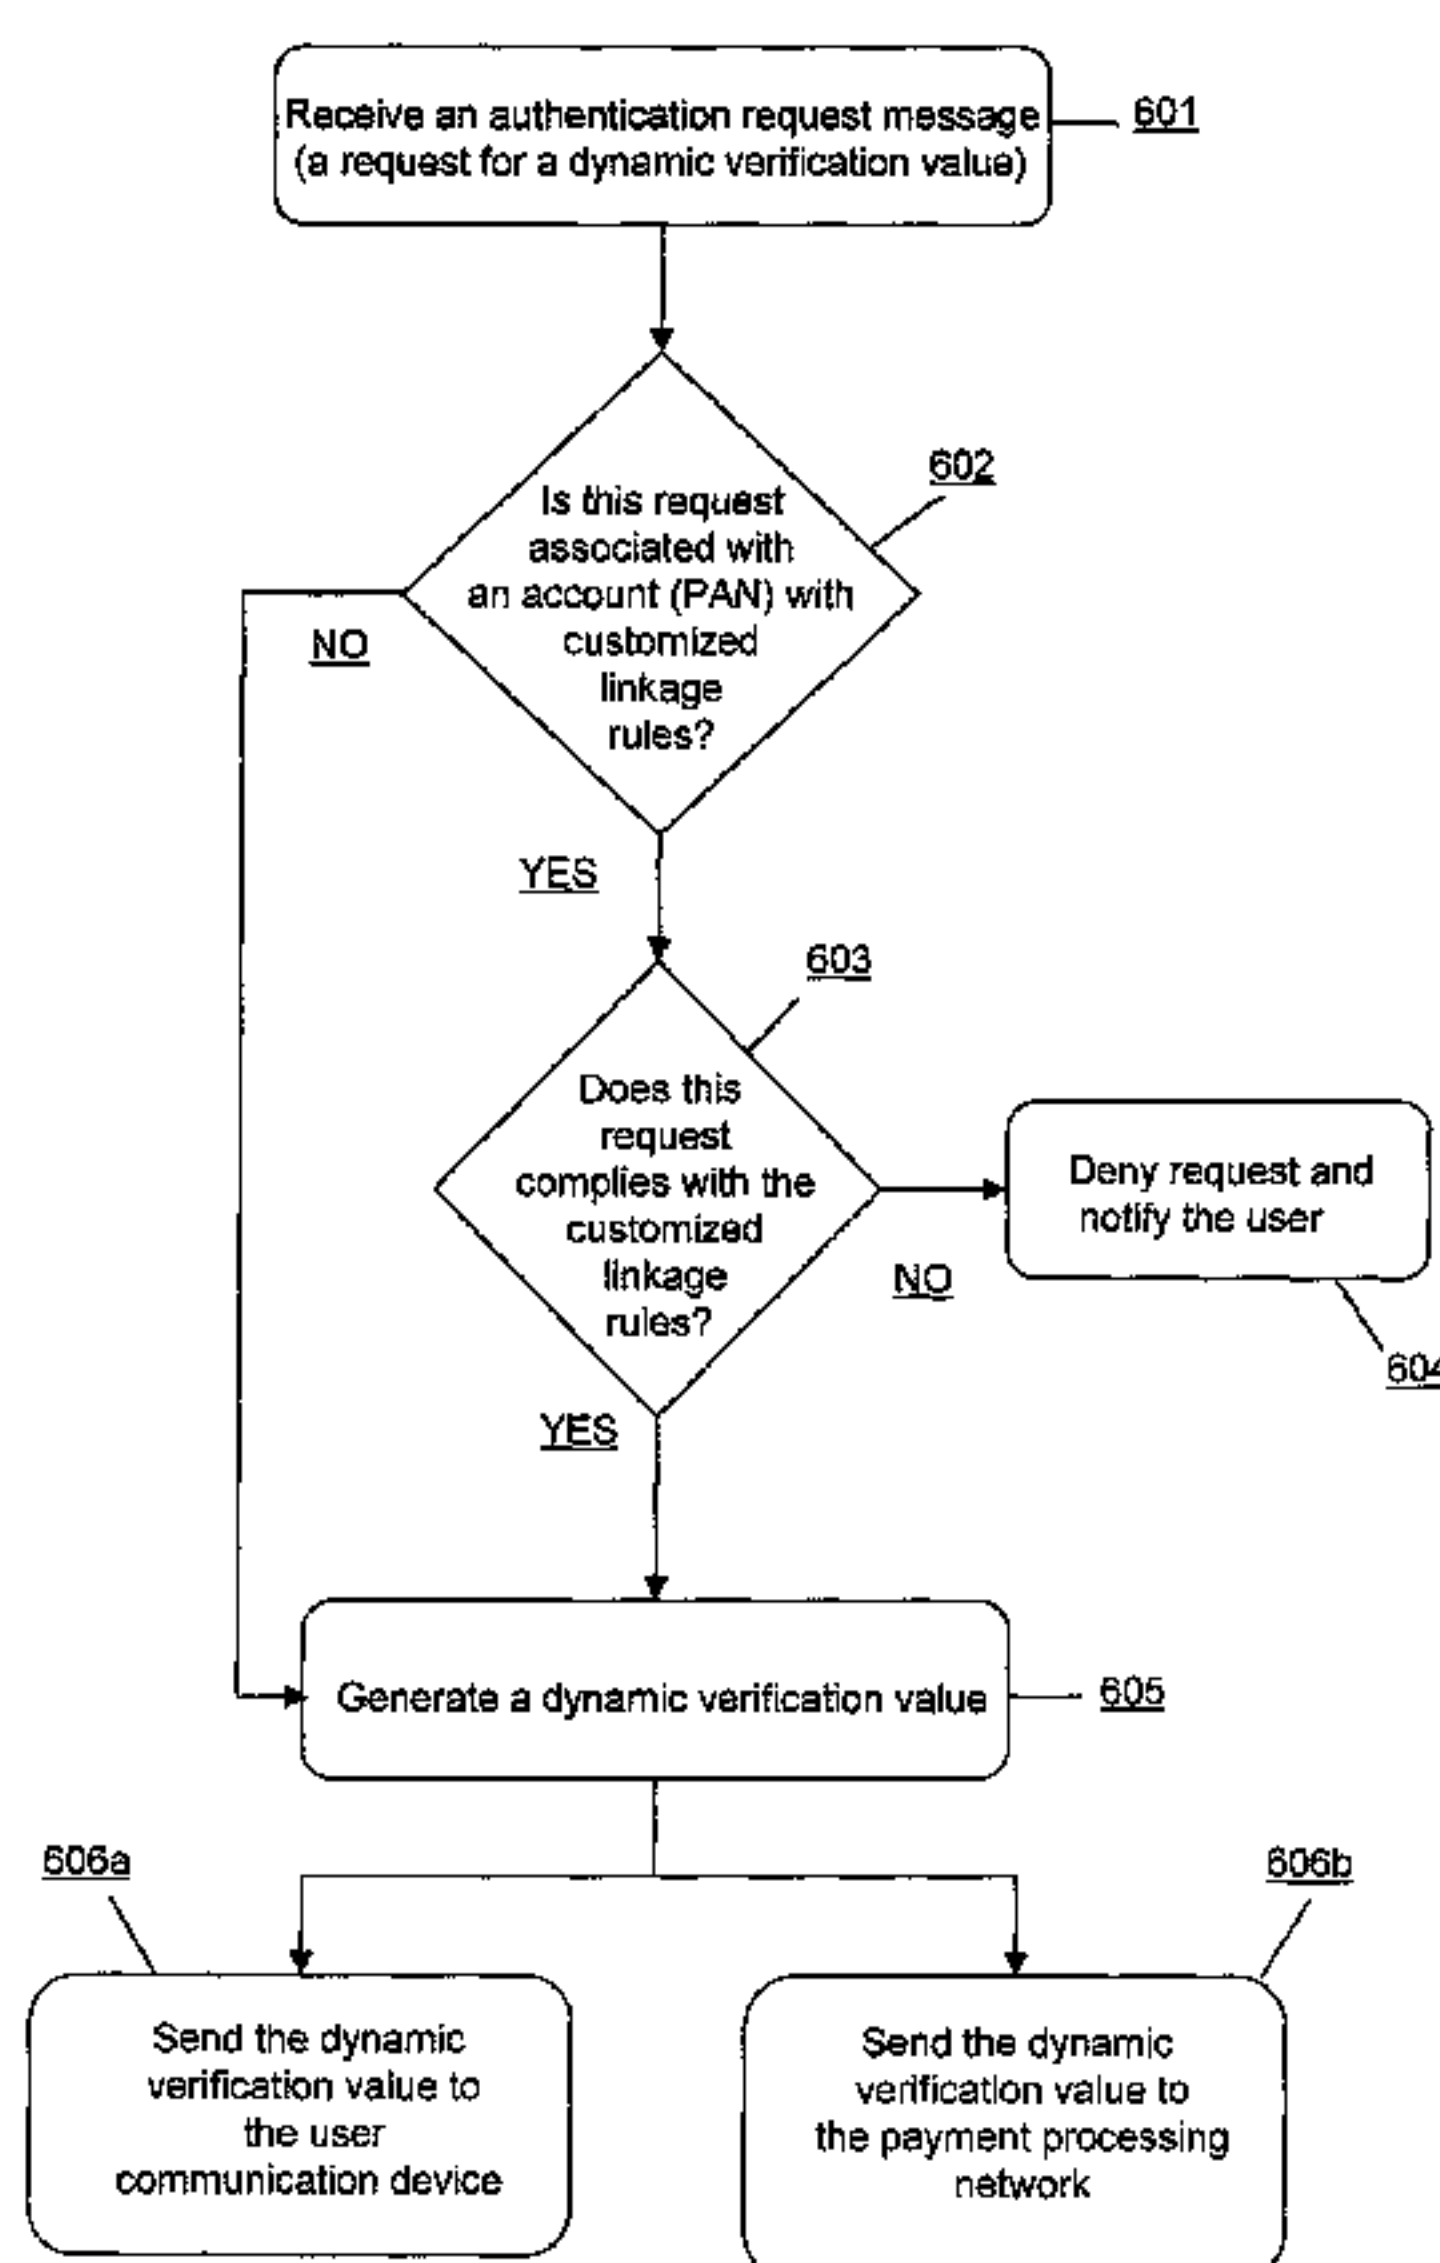 Receive an authentication request message
(a request for a dynamic verification value)
601
602
Is this request
associated with
an account (PAN) with
customized
linkage
rules?
NO
YES
603
Does this
request
complies with the
customized
linkage
rules?
Deny request and
notify the user
NO
604
YES
Generate a dynamic verification value
605
606a
606b
Send the dynamic
verification value to
the user
communication device
Send the dynamic
verification value to
the payment processing
network